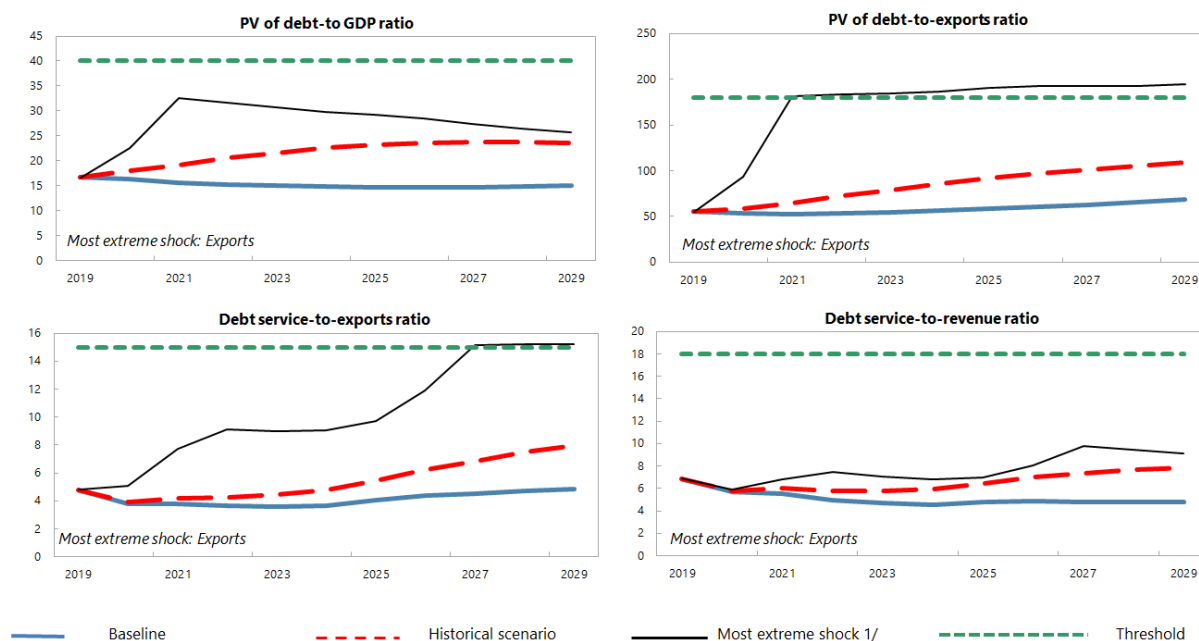 PV of debt-to GDP ratio
45
40
35
30
25
20
15
10
5
0
Most extreme shock: Exports
2019 2021 2023 2025 2027 2029
PV of debt-to-exports ratio
250
200
150
100
50
0
Most extreme shock: Exports
2019 2021 2023 2025 2027 2029
Debt service-to-exports ratio
16
14
12
10
8
6
4
2
0
Most extreme shock: Exports
2019 2021 2023 2025 2027 2029
Debt service-to-revenue ratio
20
18
16
14
12
10
8
6
4
2
0
Most extreme shock: Exports
2019 2021 2023 2025 2027 2029
Baseline Historical scenario Most extreme shock 1/ Threshold